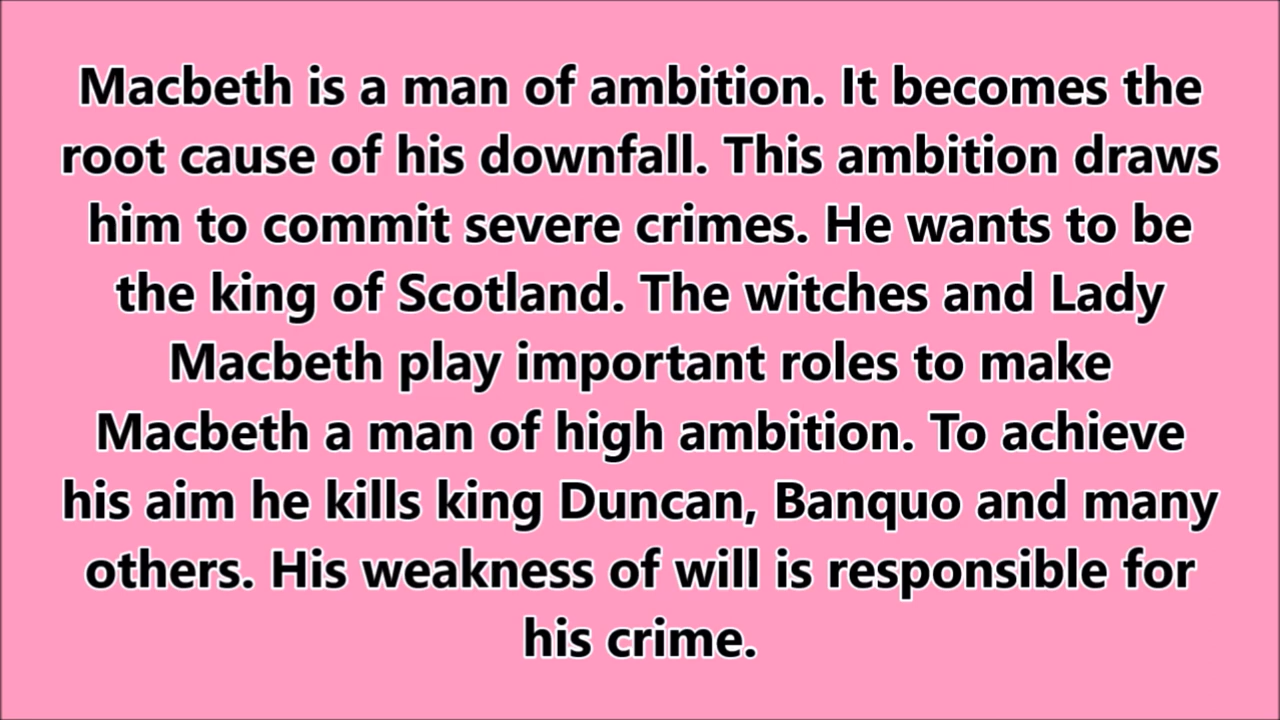 Macbeth is a man of ambition. It becomes the
root cause of his downfall. This ambition draws
him to commit severe crimes. He wants to be
the king of Scotland. The witches and Lady
Macbeth play important roles to make
Macbeth a man of high ambition. To achieve
his aim he kills king Duncan, Banquo and many
others. His weakness of will is responsible for
his crime.